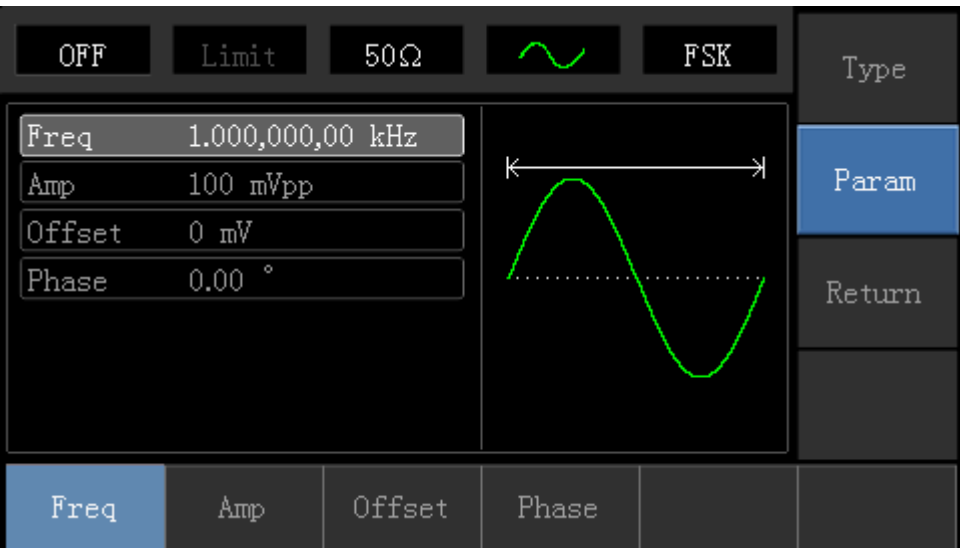 OFF Limit 50Ω FSK
Type
Freq 1.000,000,00 kHz
Amp 100 mVpp
Offset 0 mV
Phase 0.00 °
Param
Return
Freq Amp Offset Phase